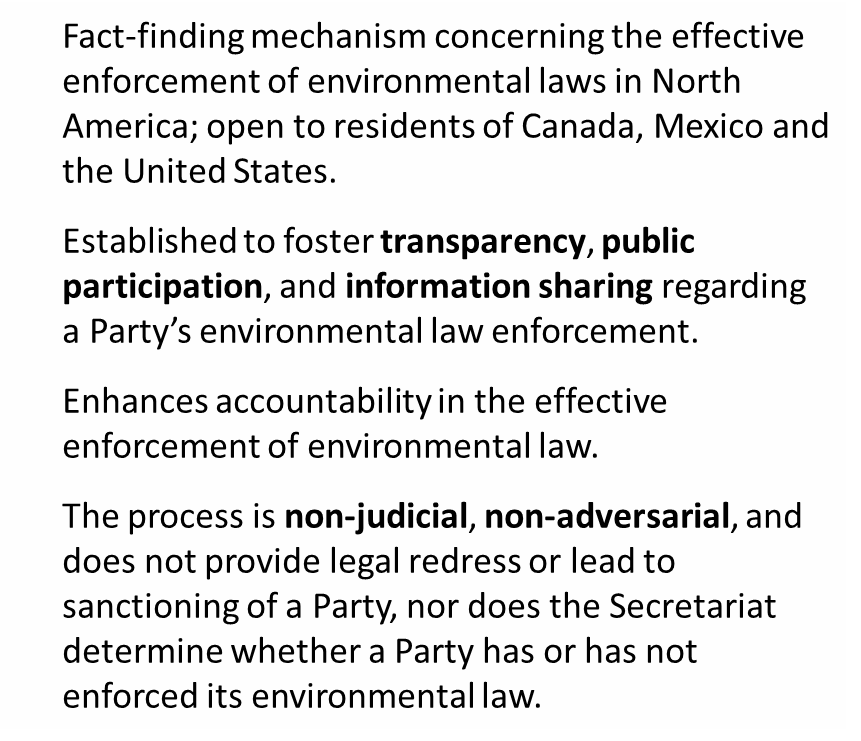 Fact-finding mechanism concerning the effective
enforcement of environmental laws in North
America; open to residents of Canada, Mexico and
the United States.
Established to foster transparency, public
participation, and information sharing regarding
a Party’s environmental law enforcement.
Enhances accountability in the effective
enforcement of environmental law.
The process is non-judicial, non-adversarial, and
does not provide legal redress or lead to
sanctioning of a Party, nor does the Secretariat
determine whether a Party has or has not
enforced its environmental law.